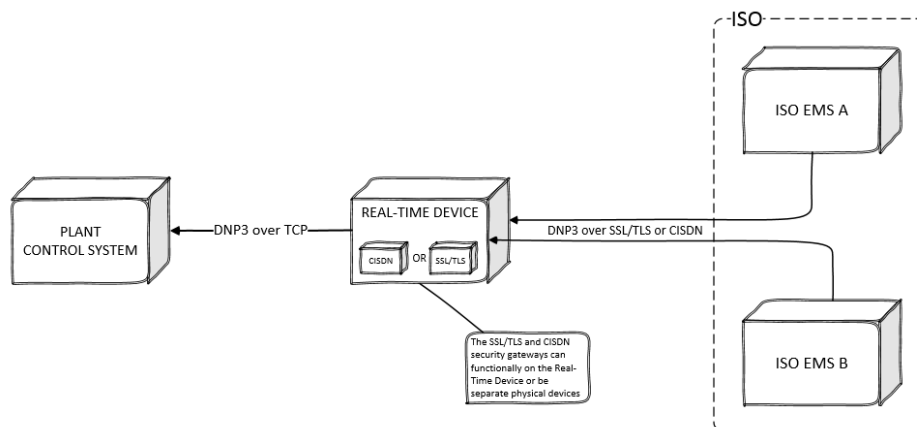 ISO
ISO EMS A
REAL-TIME DEVICE
PLANT
CONTROL SYSTEM
DNP3 over TCP
DNP3 over SSL/TLS or CISDN
CISDN
OR
SSL/TLS
The SSL/TLS and CISDN
security gateways can
functionally on the Real-
Time Device or be
separate physical devices
ISO EMS B